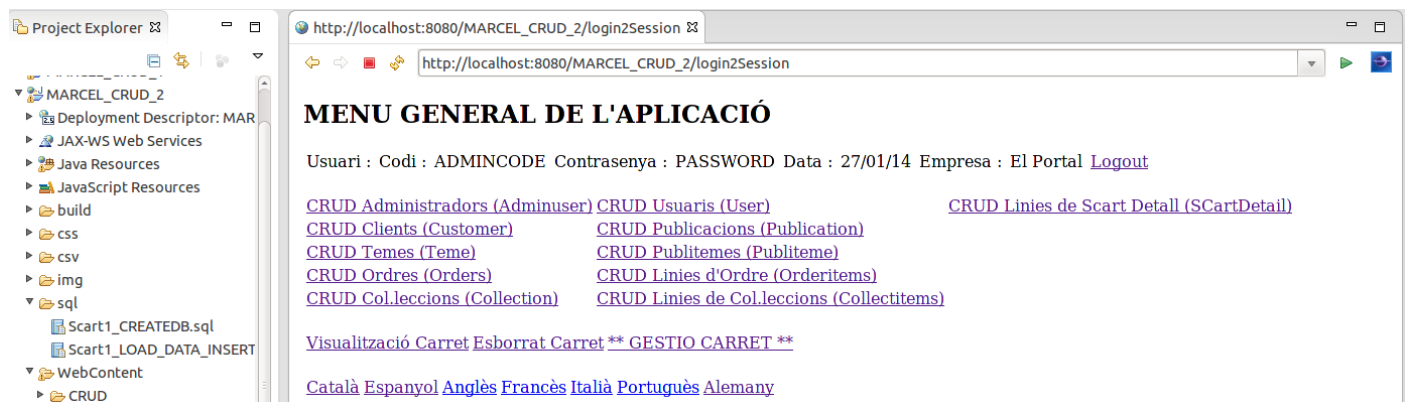 Project Explorer
MARCEL_CRUD_2
Deployment Descriptor: MAR
JAX-WS Web Services
Java Resources
JavaScript Resources
build
css
csv
img
sql
Scart1_CREATEDB.sql
Scart1_LOAD_DATA_INSERT
WebContent
CRUD
http://localhost:8080/MARCEL_CRUD_2/login2Session
http://localhost:8080/MARCEL_CRUD_2/login2Session
MENU GENERAL DE L'APLICACIÓ
Usuari : Codi : ADMINCODE Contrasenya : PASSWORD Data : 27/01/14 Empresa : El Portal Logout
CRUD Administradors (Adminuser) CRUD Usuaris (User) CRUD Linies de Scart Detall (SCartDetail)
CRUD Clients (Customer) CRUD Publicacions (Publication)
CRUD Temes (Teme) CRUD Publitemes (Publiteme)
CRUD Ordres (Orders) CRUD Linies d'Ordre (Orderitems)
CRUD Col.leccions (Collection) CRUD Linies de Col.leccions (Collectitems)
Visualització Carret Esborrat Carret ** GESTIO CARRET **
Català Espanyol Anglès Francès Italià Portuguès Alemany